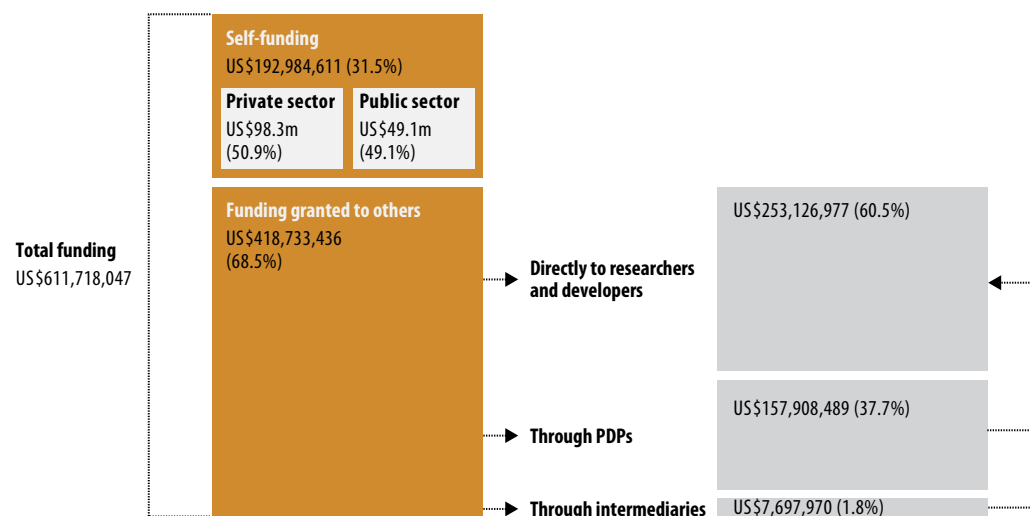 Self-funding
US$192,984,611 (31.5%)
Private sector
US$98.3m
(50.9%)
Public sector
US$49.1m
(49.1%)
Funding granted to others
US$418,733,436
(68.5%)
Total funding
US$611,718,047
Directly to researchers
and developers
US$253,126,977 (60.5%)
Through PDPs
US$157,908,489 (37.7%)
Through intermediaries
US$7,697,970 (1.8%)